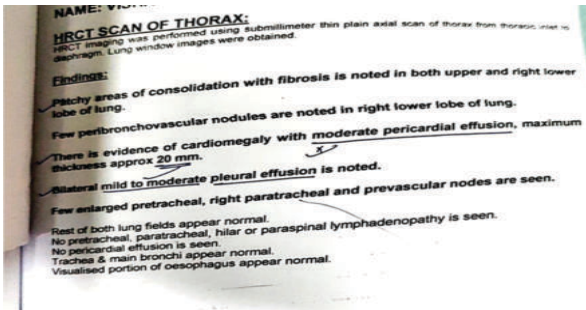 NAME:
HRCT SCAN OF THORAX:
HRCT imaging was performed using submillimeter thin plain axial scan of thorax from thoracic inlet to
diaphragm. Lung window images were obtained.
Findings:
Patchy areas of consolidation with fibrosis is noted in both upper and right lower
lobe of lung.
Few peribronchovascular nodules are noted in right lower lobe of lung.
There is evidence of cardiomegaly with moderate pericardial effusion, maximum
thickness approx 20 mm.
Bilateral mild to moderate pleural effusion is noted.
Few enlarged pretracheal, right paratracheal and prevascular nodes are seen.
Rest of both lung fields appear normal.
No pretracheal, paratracheal, hilar or paraspinal lymphadenopathy is seen.
No pericardial effusion is seen.
Trachea & main bronchi appear normal.
Visualised portion of oesophagus appear normal.